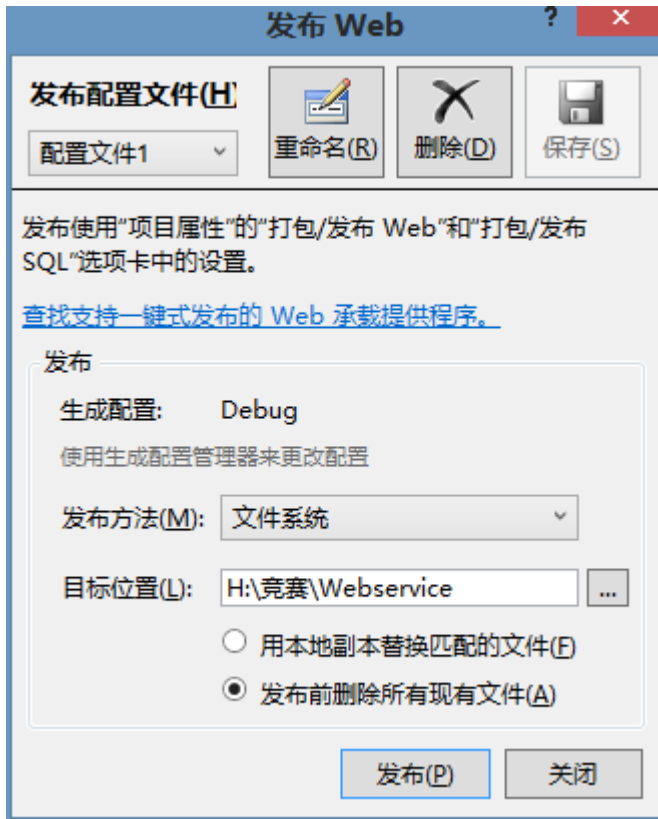 发布 Web
?
×
发布配置文件(H)
配置文件1
重命名(R)
删除(D)
保存(S)
发布使用“项目属性”的“打包/发布 Web”和“打包/发布
SQL”选项卡中的设置。
查找支持一键式发布的 Web 承载提供程序。
发布
生成配置: Debug
使用生成配置管理器来更改配置
发布方法(M): 文件系统
目标位置(L): H:\竞赛\Webservice ...
用本地副本替换匹配的文件(F)
发布前删除所有现有文件(A)
发布(P)
关闭